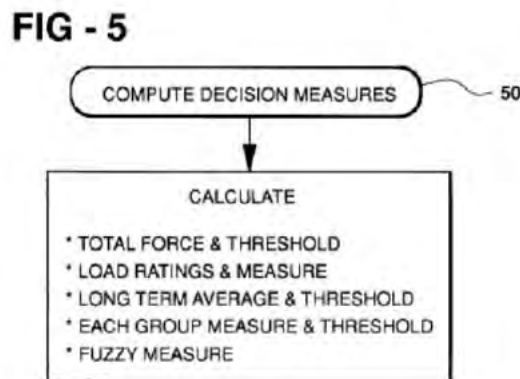 FIG - 5
COMPUTE DECISION MEASURES
50
CALCULATE
* TOTAL FORCE & THRESHOLD
* LOAD RATINGS & MEASURE
* LONG TERM AVERAGE & THRESHOLD
* EACH GROUP MEASURE & THRESHOLD
* FUZZY MEASURE